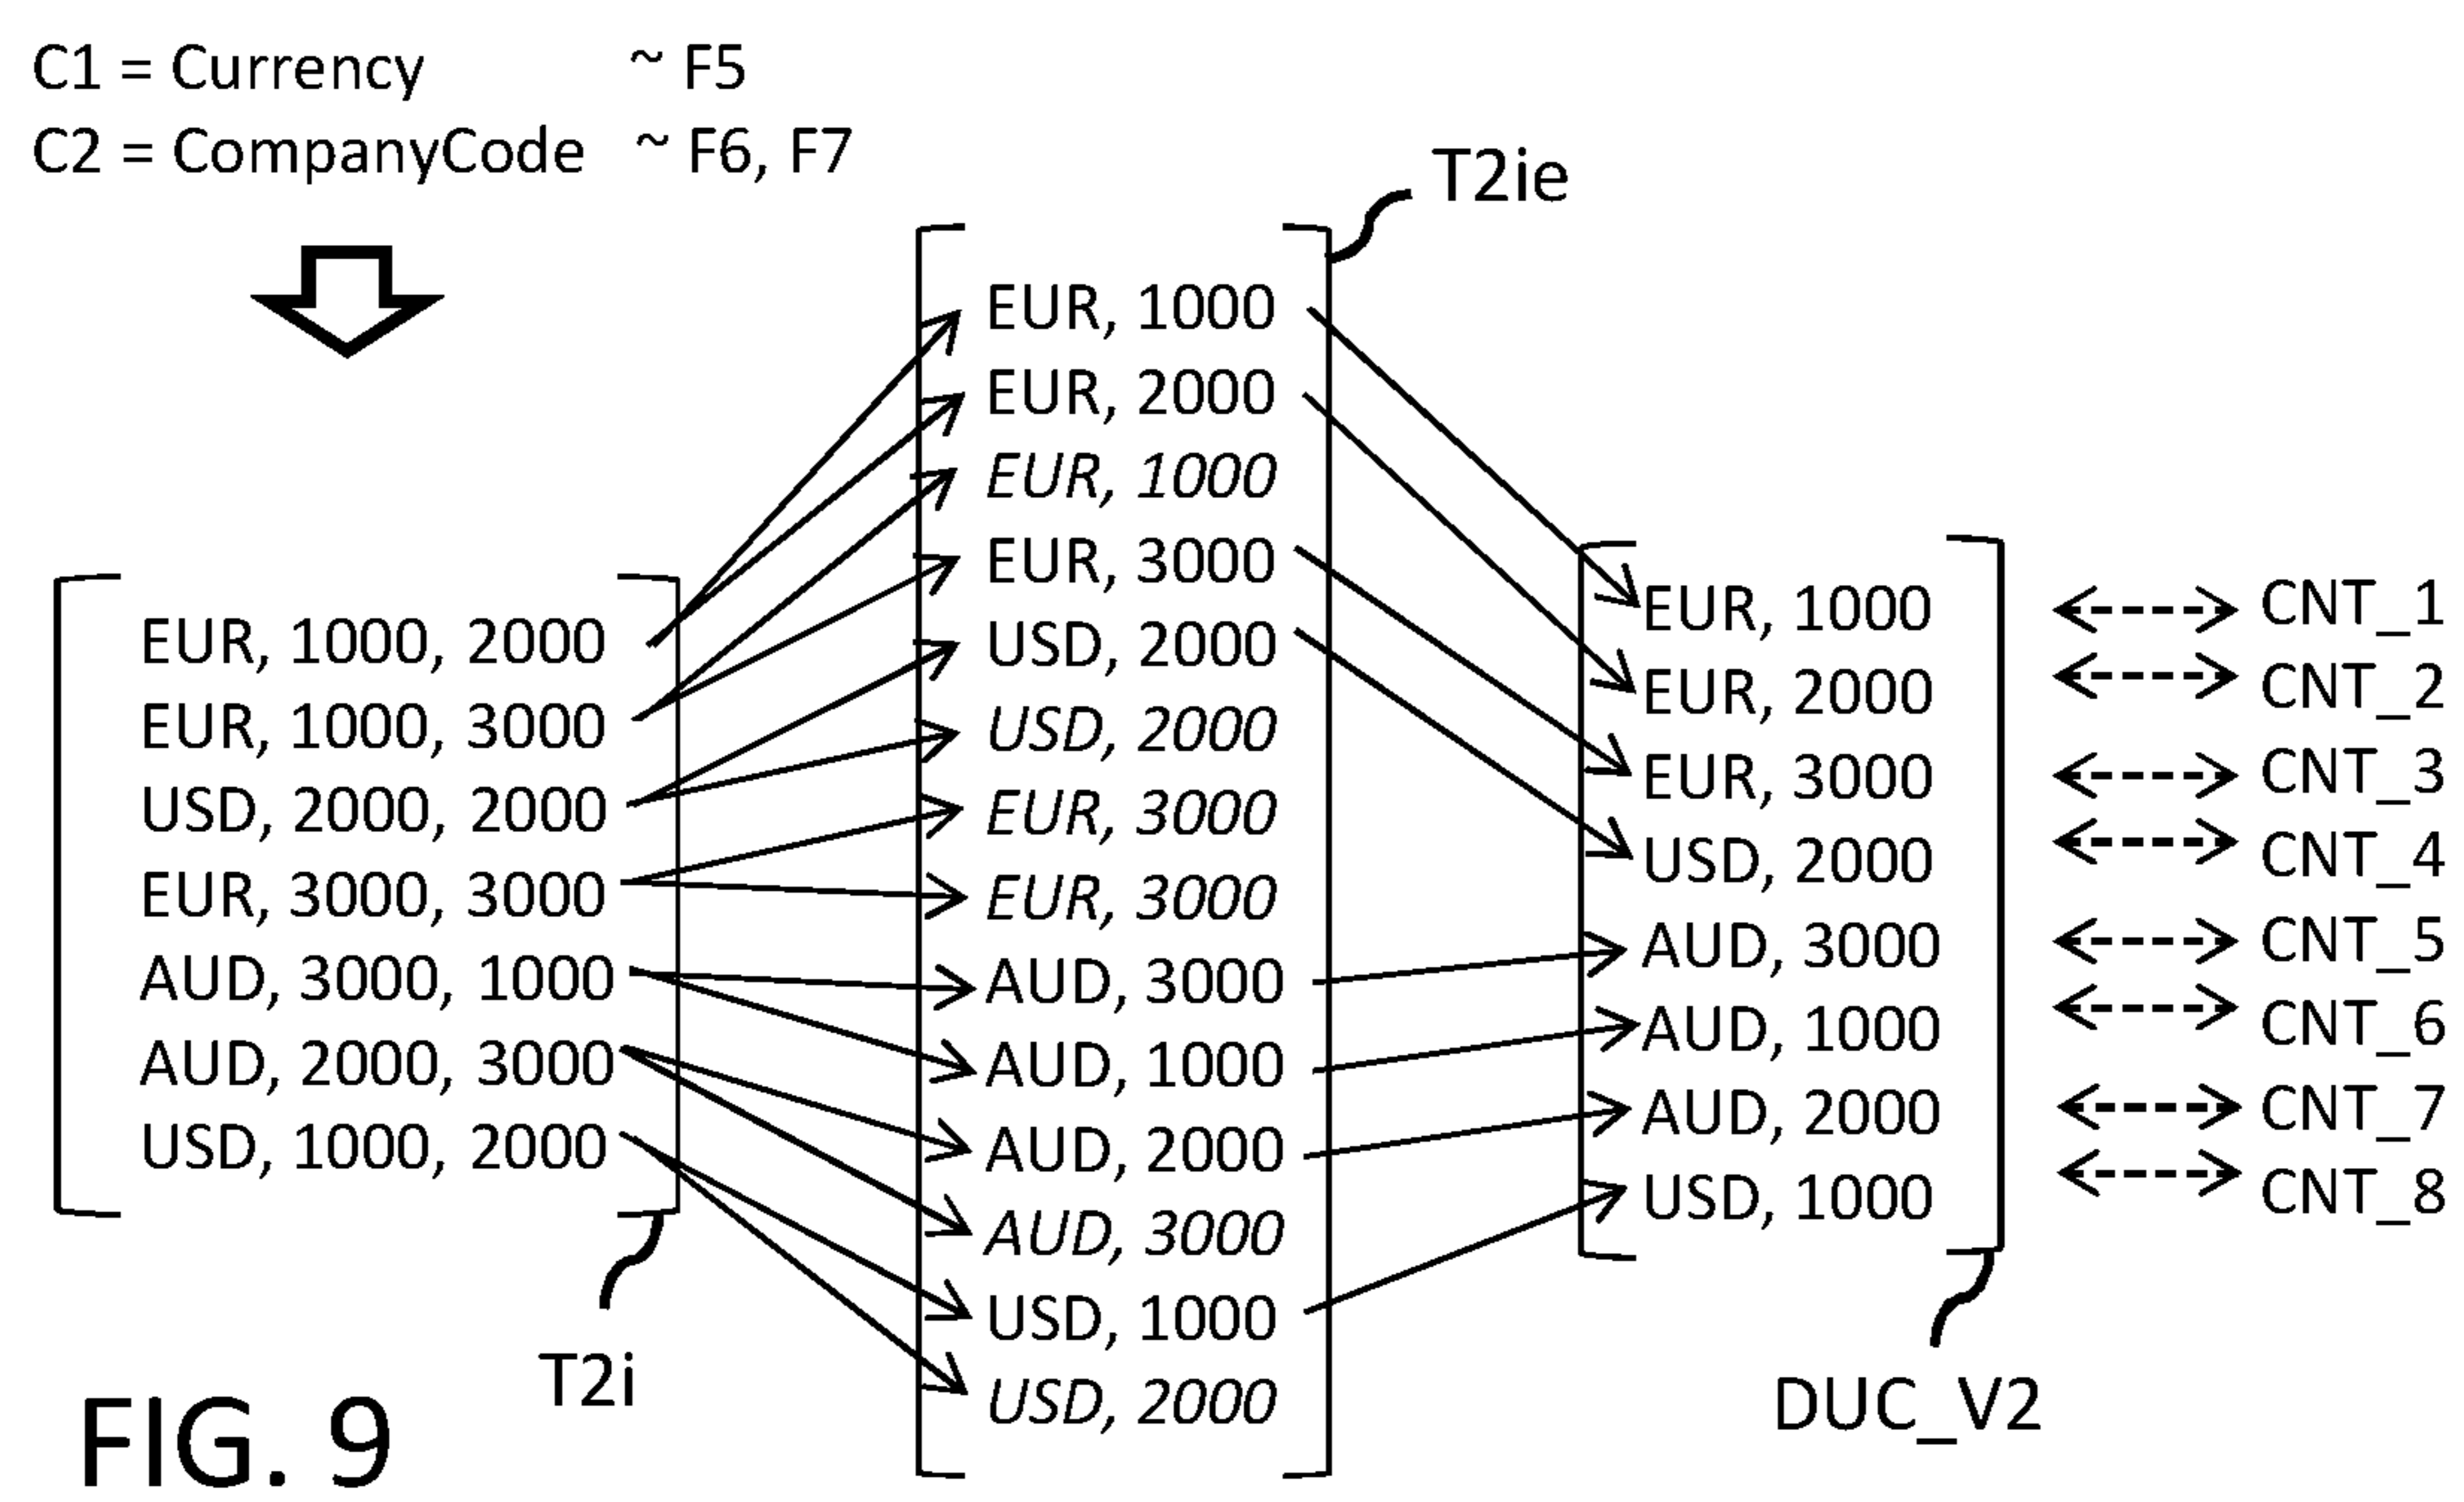 C1 = Currency ~ F5
C2 = CompanyCode ~ F6, F7
T2ie
EUR, 1000, 2000
EUR, 1000, 3000
USD, 2000, 2000
EUR, 3000, 3000
AUD, 3000, 1000
AUD, 2000, 3000
USD, 1000, 2000
T2i
EUR, 1000
EUR, 2000
EUR, 1000
EUR, 3000
USD, 2000
USD, 2000
EUR, 3000
EUR, 3000
AUD, 3000
AUD, 1000
AUD, 2000
AUD, 3000
USD, 1000
USD, 2000
EUR, 1000 CNT_1
EUR, 2000 CNT_2
EUR, 3000 CNT_3
USD, 2000 CNT_4
AUD, 3000 CNT_5
AUD, 1000 CNT_6
AUD, 2000 CNT_7
USD, 1000 CNT_8
DUC_V2
FIG. 9